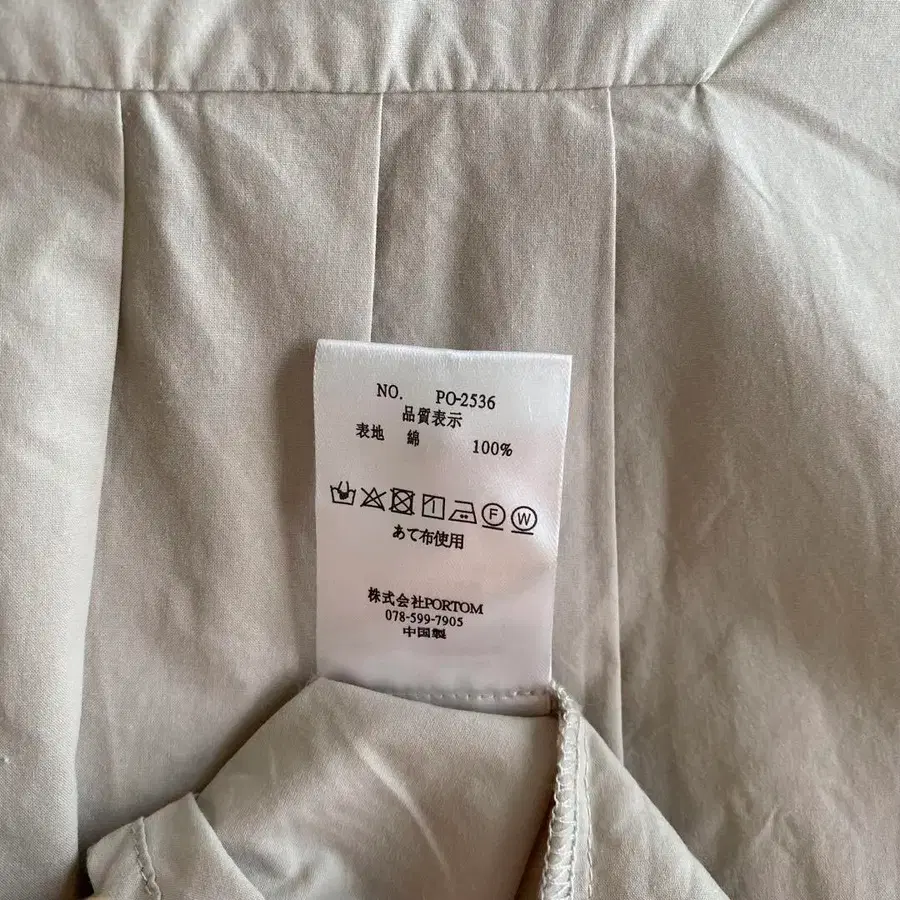 NO. PO-2536
品質表示
表地 綿 100%
F W
あて布使用
株式会社PORTOM
078-599-7905
中国製